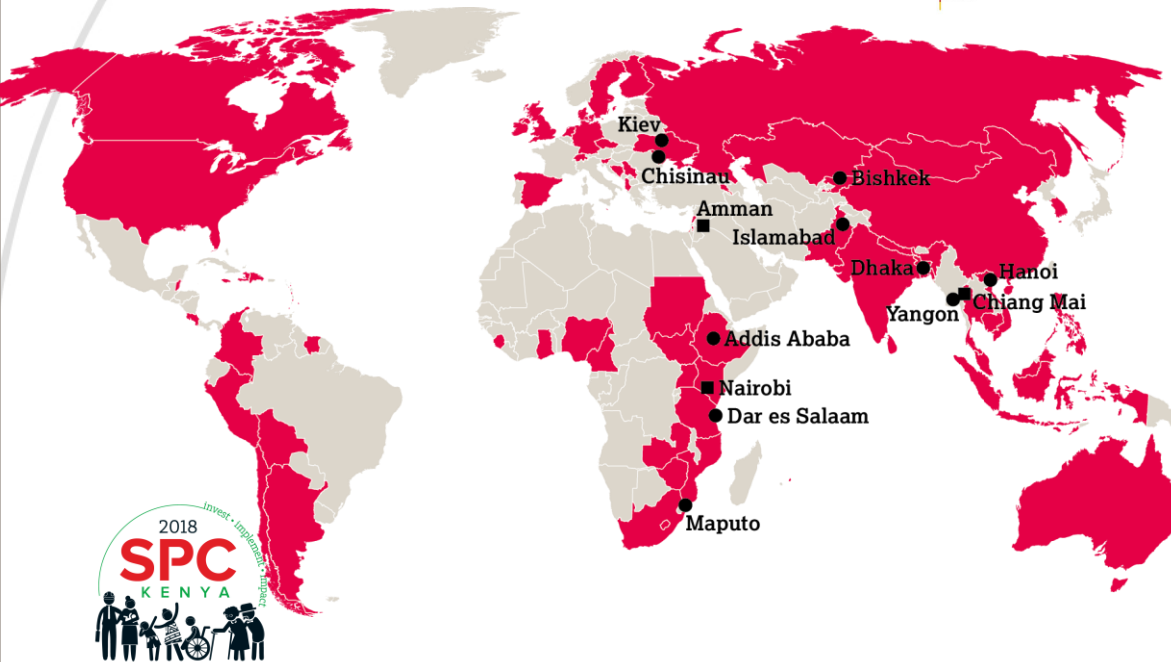 Kiev
Chisinau
Bishkek
Amman
Islamabad
Dhaka
Hanoi
Chiang Mai
Yangon
Addis Ababa
Nairobi
Dar es Salaam
Maputo
invest • implement • impact
2018
SPC
KENYA